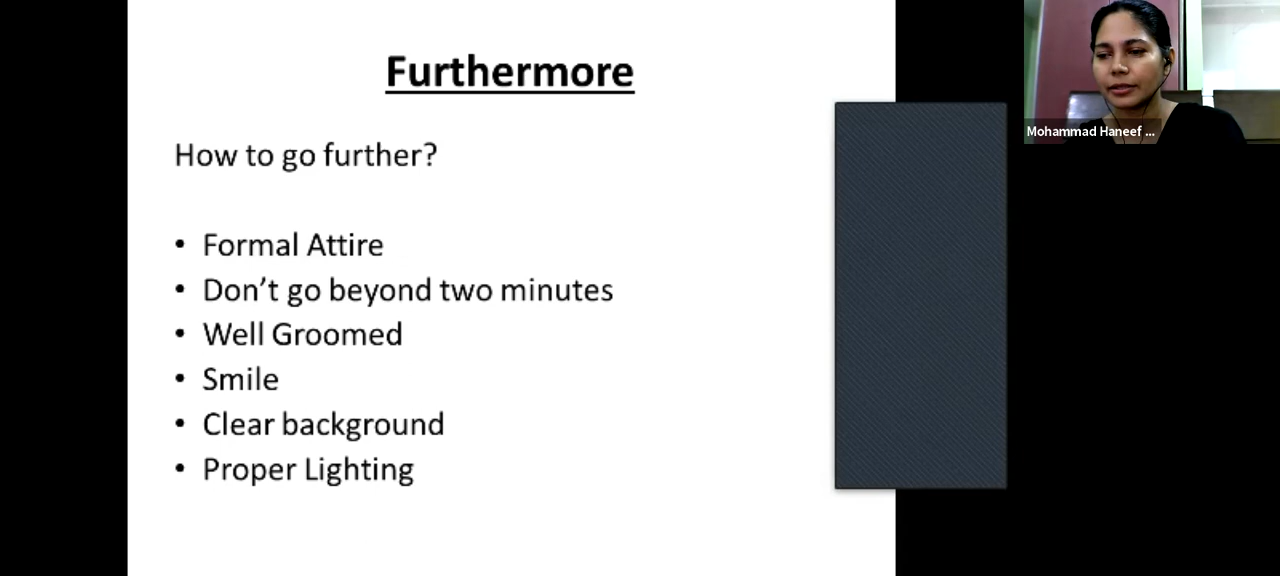 Furthermore
How to go further?
• Formal Attire
• Don’t go beyond two minutes
• Well Groomed
• Smile
• Clear background
• Proper Lighting
Mohammad Haneef ...